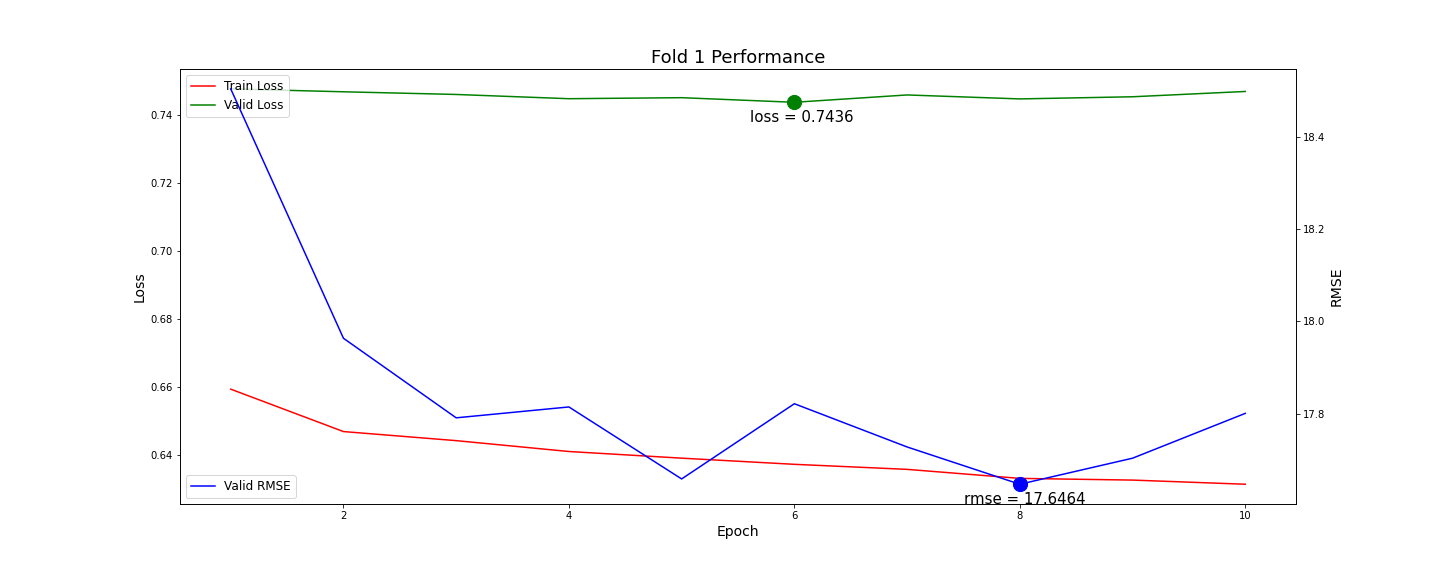 Fold 1 Performance
Train Loss
Valid Loss
loss = 0.7436
0.74
0.72
0.70
0.68
0.66
0.64
Loss
18.4
18.2
18.0
17.8
RMSE
Valid RMSE
rmse = 17.6464
2 4 6 8 10
Epoch